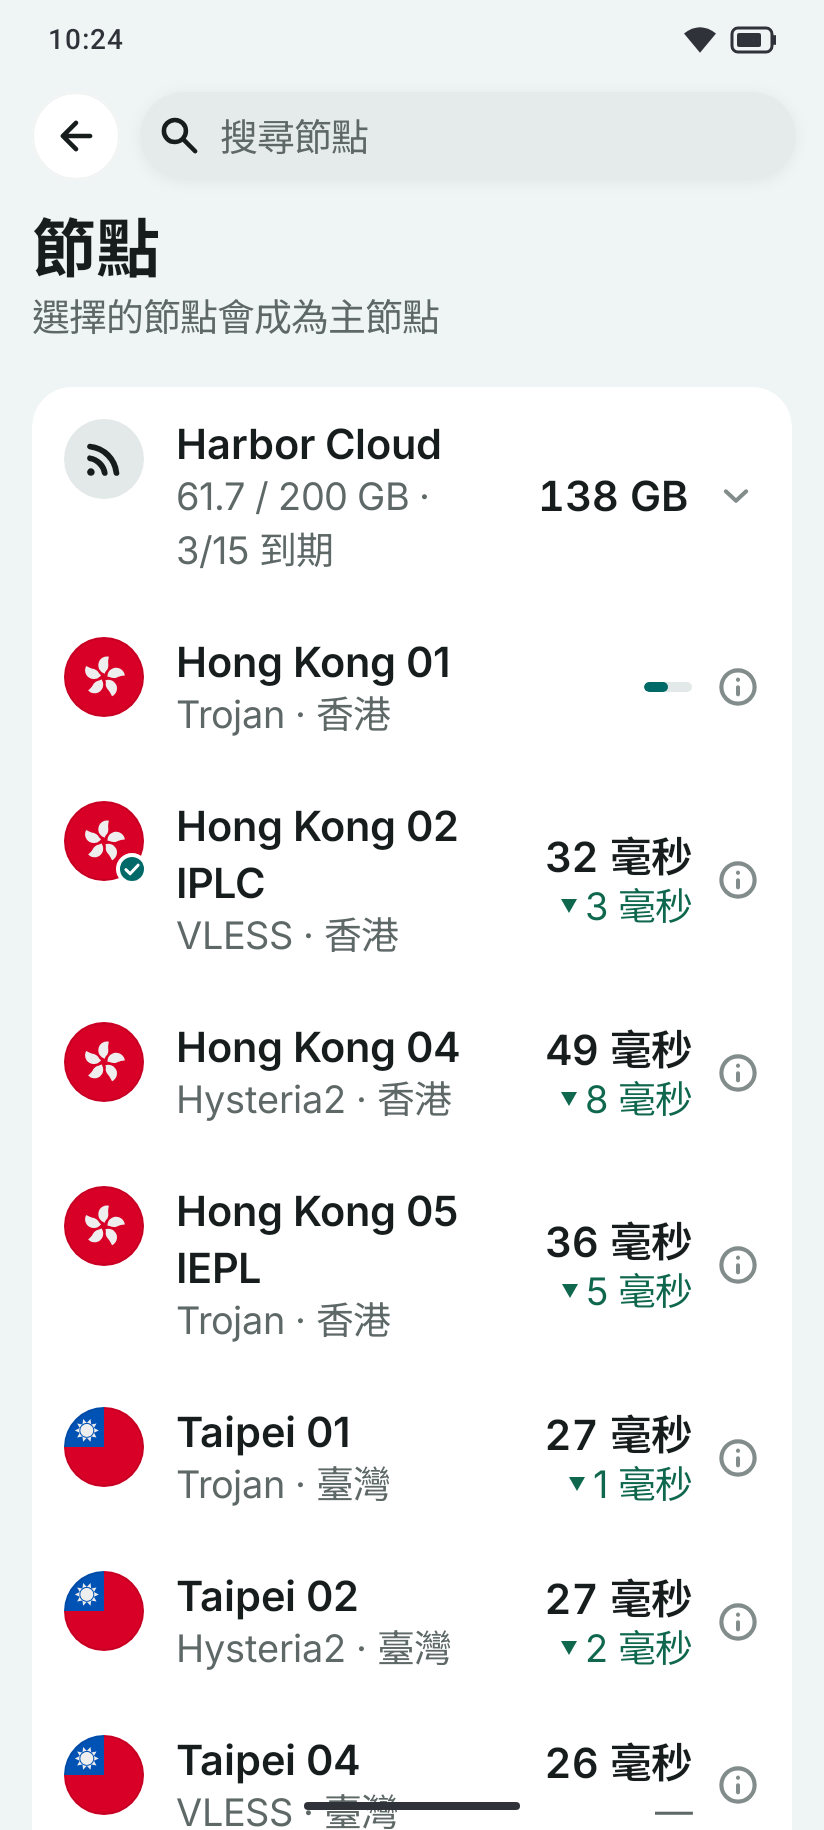 10:24
搜尋節點
節點
選擇的節點會成為主節點
Harbor Cloud
61.7 / 200 GB ·
3/15 到期
138 GB
Hong Kong 01
Trojan · 香港
Hong Kong 02
IPLC
VLESS · 香港
32 毫秒
▼3 毫秒
Hong Kong 04
Hysteria2 · 香港
49 毫秒
▼8 毫秒
Hong Kong 05
IEPL
Trojan · 香港
36 毫秒
▼5 毫秒
Taipei 01
Trojan · 臺灣
27 毫秒
▼1 毫秒
Taipei 02
Hysteria2 · 臺灣
27 毫秒
▼2 毫秒
Taipei 04
VLESS · 臺灣
26 毫秒
—